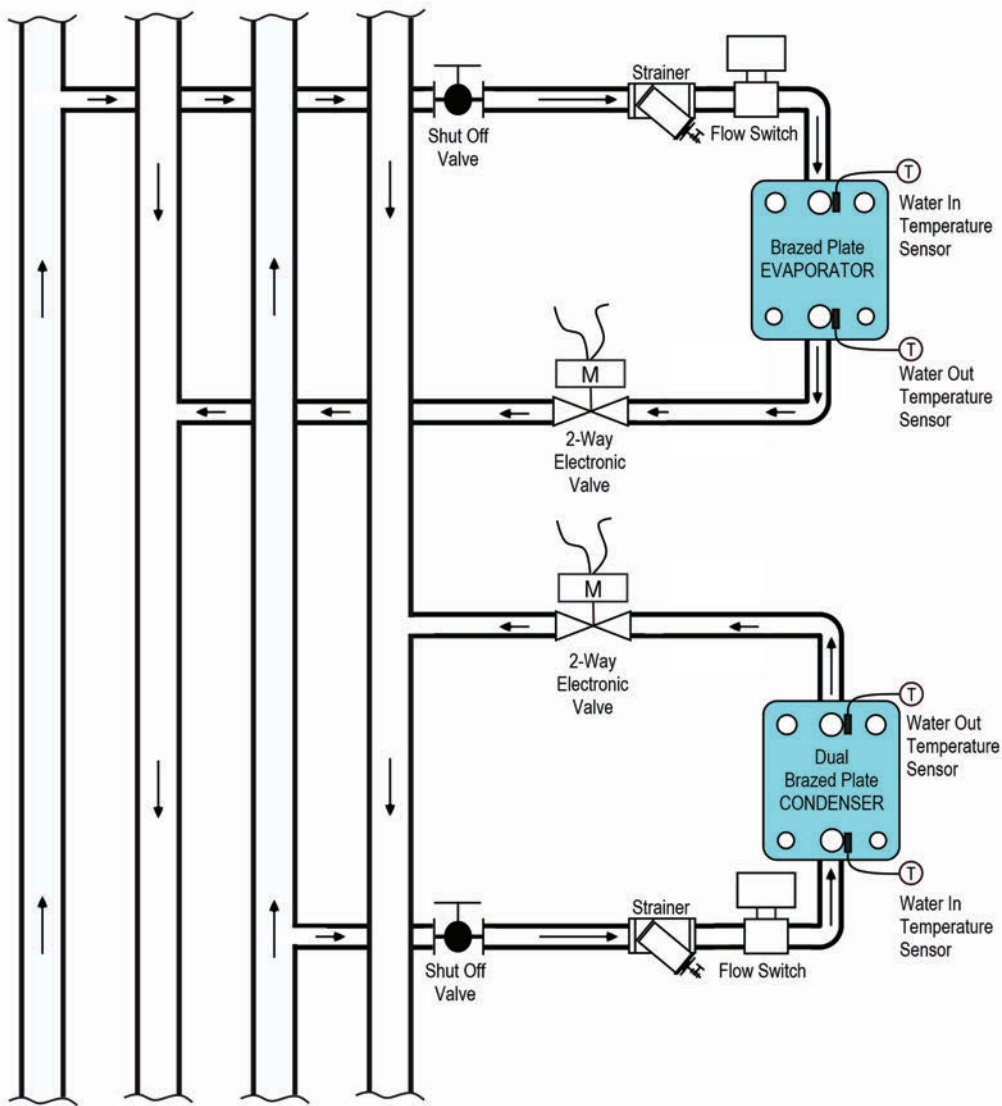 Strainer
Shut Off
Valve
Flow Switch
T
Water In
Temperature
Sensor
Brazed Plate
EVAPORATOR
T
Water Out
Temperature
Sensor
M
2-Way
Electronic
Valve
M
2-Way
Electronic
Valve
T
Water Out
Temperature
Sensor
Dual
Brazed Plate
CONDENSER
T
Water In
Temperature
Sensor
Strainer
Shut Off
Valve
Flow Switch